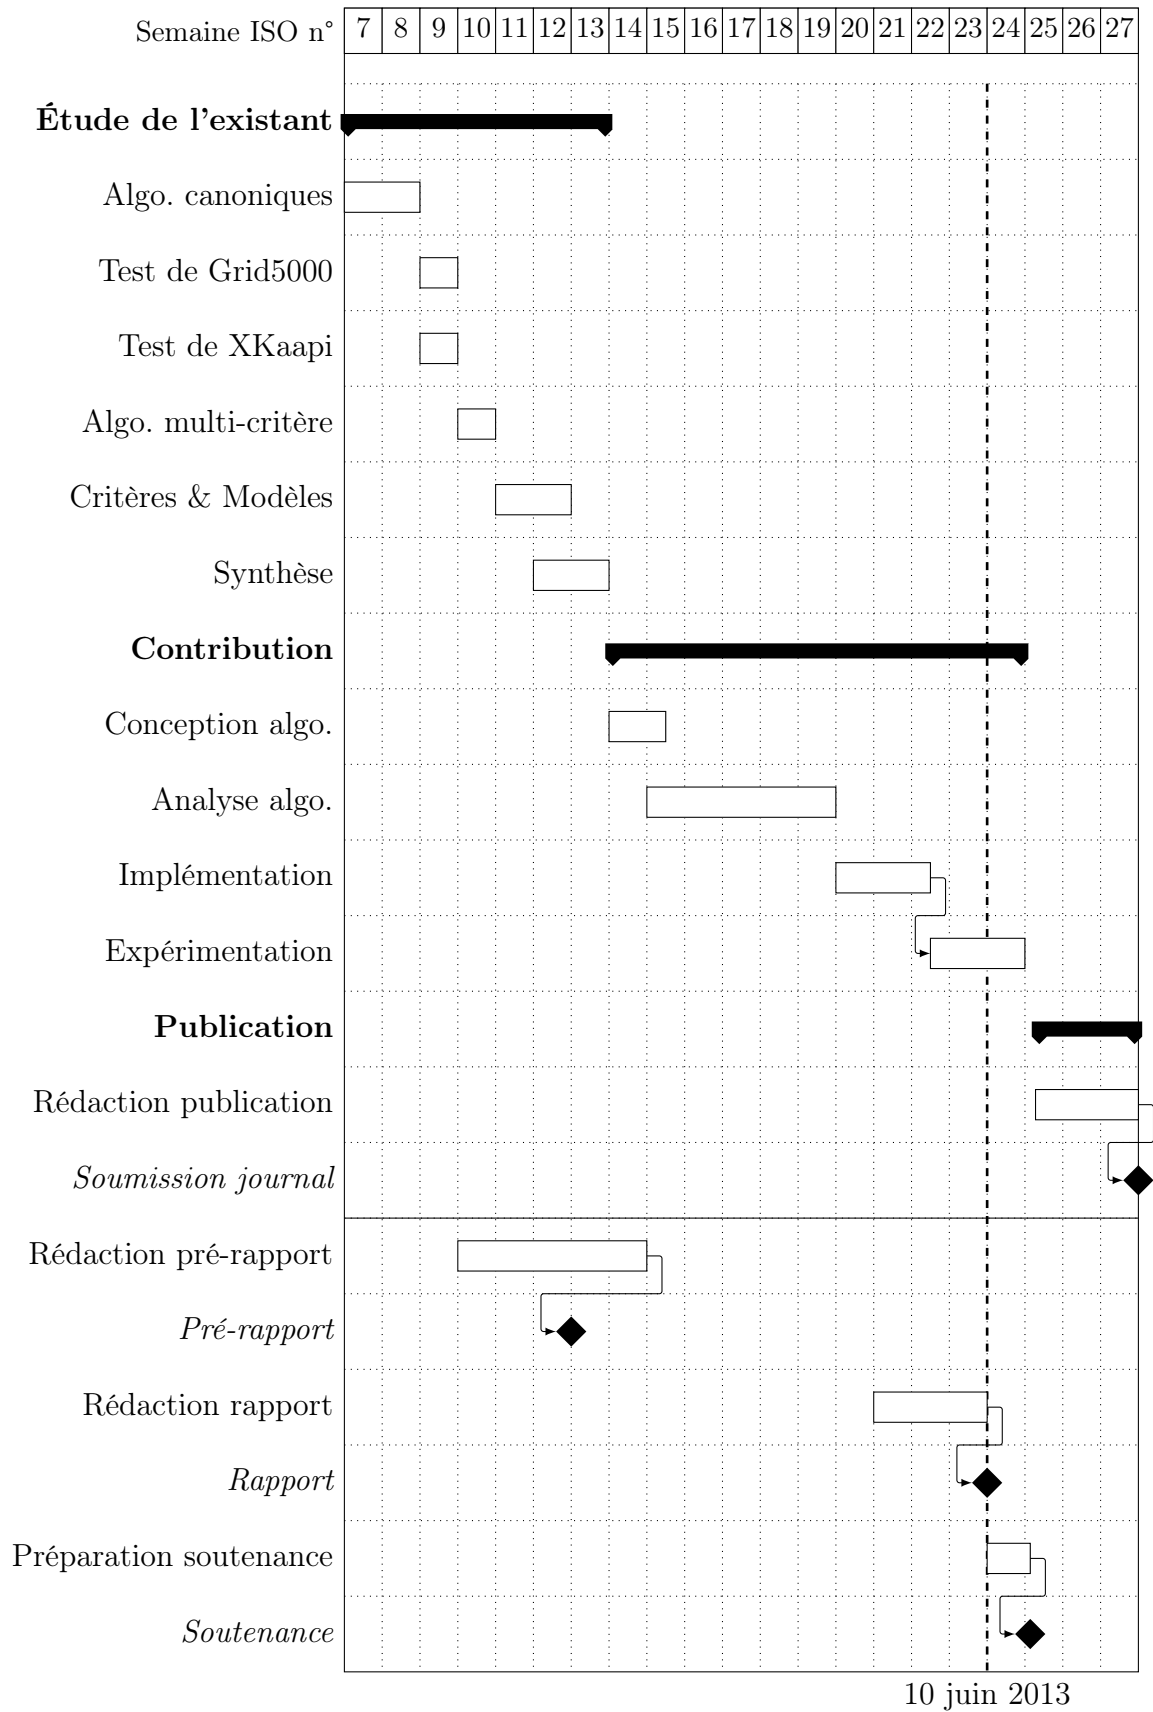 Semaine ISO n° 7 8 9 10 11 12 13 14 15 16 17 18 19 20 21 22 23 24 25 26 27
Étude de l'existant
Algo. canoniques
Test de Grid5000
Test de XKaapi
Algo. multi-critère
Critères & Modèles
Synthèse
Contribution
Conception algo.
Analyse algo.
Implémentation
Expérimentation
Publication
Rédaction publication
Soumission journal
Rédaction pré-rapport
Pré-rapport
Rédaction rapport
Rapport
Préparation soutenance
Soutenance
10 juin 2013